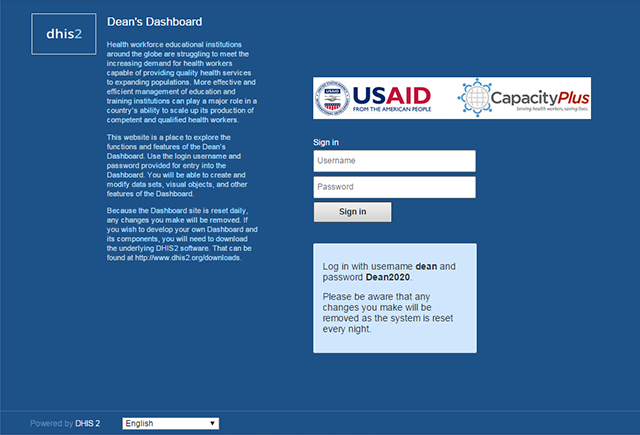 dhis2
Dean's Dashboard
Health workforce educational institutions
around the globe are struggling to meet the
increasing demand for health workers
capable of providing quality health services
to expanding populations. More effective and
efficient management of education and
training institutions can play a major role in a
country's ability to scale up its production of
competent and qualified health workers.
This website is a place to explore the
functions and features of the Dean's
Dashboard. Use the login username and
password provided for entry into the
Dashboard. You will be able to create and
modify data sets, visual objects, and other
features of the Dashboard.
Because the Dashboard site is reset daily,
any changes you make will be removed. If
you wish to develop your own Dashboard and
its components, you will need to download
the underlying DHIS2 software. That can be
found at http://www.dhis2.org/downloads.
USAID
FROM THE AMERICAN PEOPLE
CapacityPlus
Serving health workers, saving lives.
Sign in
Username
Password
Sign in
Log in with username dean and
password Dean2020.
Please be aware that any
changes you make will be
removed as the system is reset
every night.
Powered by DHIS 2
English